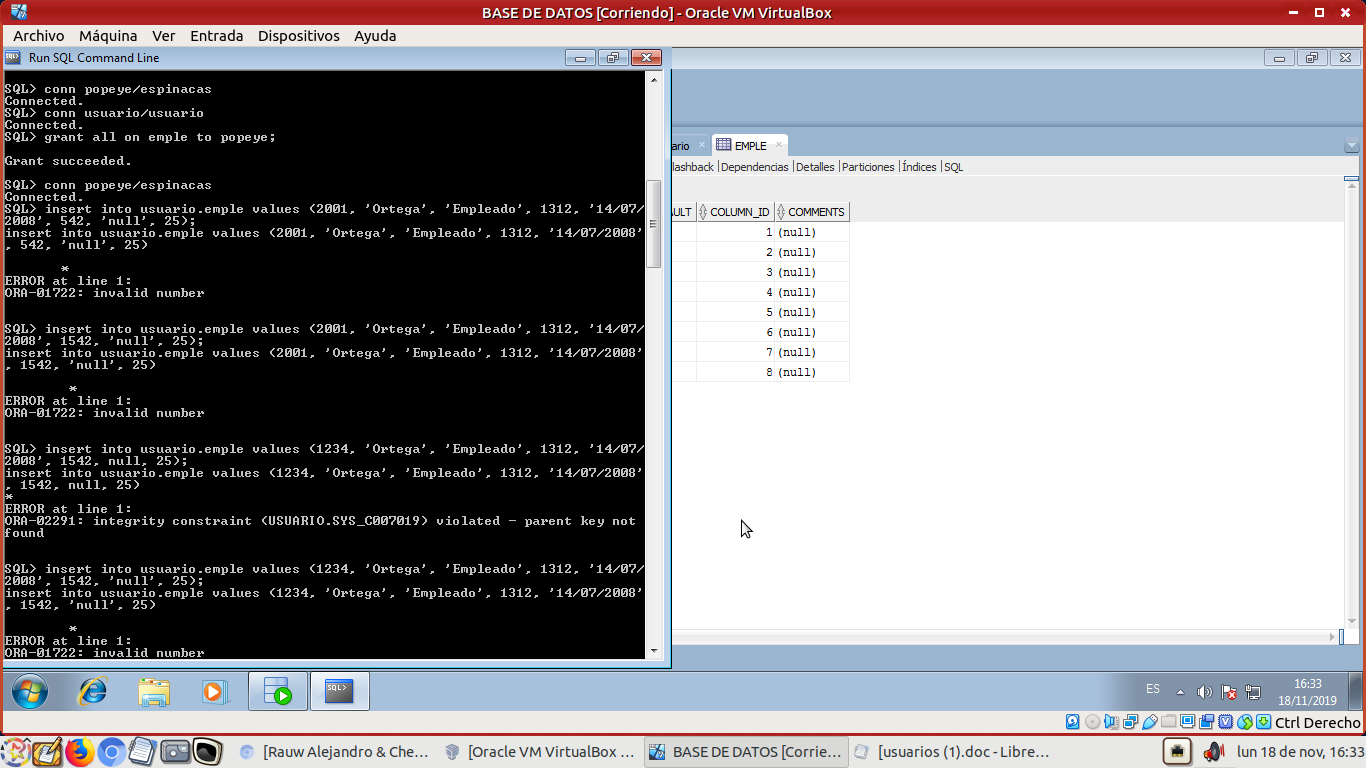 BASE DE DATOS [Corriendo] - Oracle VM VirtualBox
Archivo Máquina Ver Entrada Dispositivos Ayuda
Run SQL Command Line
SQL> conn popeye/espinacas
Connected.
SQL> conn usuario/usuario
Connected.
SQL> grant all on emple to popeye;
Grant succeeded.
SQL> conn popeye/espinacas
Connected.
SQL> insert into usuario.emple values (2001, 'Ortega', 'Empleado', 1312, '14/07/
2008', 542, 'null', 25);
insert into usuario.emple values (2001, 'Ortega', 'Empleado', 1312, '14/07/2008'
, 542, 'null', 25)
*
ERROR at line 1:
ORA-01722: invalid number
SQL> insert into usuario.emple values (2001, 'Ortega', 'Empleado', 1312, '14/07/
2008', 1542, 'null', 25);
insert into usuario.emple values (2001, 'Ortega', 'Empleado', 1312, '14/07/2008'
, 1542, 'null', 25)
*
ERROR at line 1:
ORA-01722: invalid number
SQL> insert into usuario.emple values (1234, 'Ortega', 'Empleado', 1312, '14/07/
2008', 1542, null, 25);
insert into usuario.emple values (1234, 'Ortega', 'Empleado', 1312, '14/07/2008'
, 1542, null, 25)
*
ERROR at line 1:
ORA-02291: integrity constraint (USUARIO.SYS_C007019) violated - parent key not
found
SQL> insert into usuario.emple values (1234, 'Ortega', 'Empleado', 1312, '14/07/
2008', 1542, 'null', 25);
insert into usuario.emple values (1234, 'Ortega', 'Empleado', 1312, '14/07/2008'
, 1542, 'null', 25)
*
ERROR at line 1:
ORA-01722: invalid number
ario EMPLE
lashback Dependencias Detalles Particiones Índices SQL
AULT COLUMN_ID COMMENTS
1 (null)
2 (null)
3 (null)
4 (null)
5 (null)
6 (null)
7 (null)
8 (null)
SQL>
ES
16:33
18/11/2019
Ctrl Derecho
[Rauw Alejandro & Che... [Oracle VM VirtualBox ... BASE DE DATOS [Corrie... [usuarios (1).doc - Libre...
lun 18 de nov, 16:33